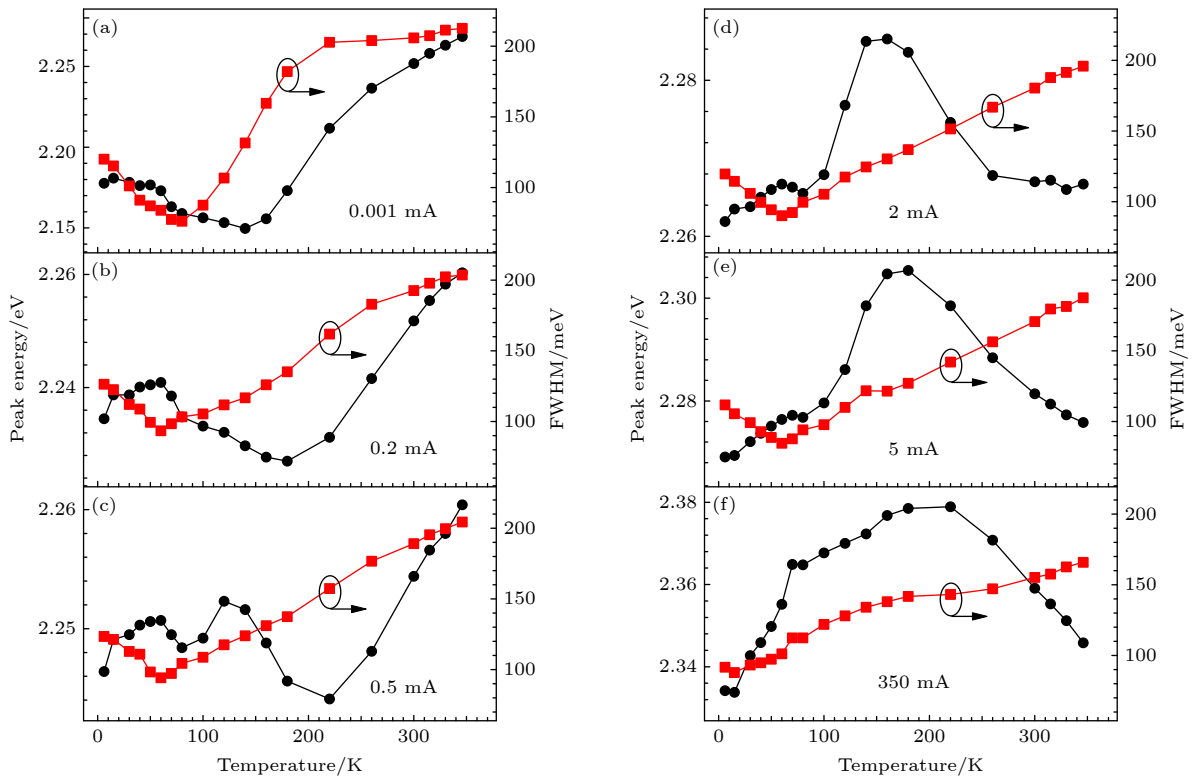 (a)
2.25
2.20
2.15
200
150
100
0.001 mA
(b)
2.26
2.24
200
150
100
0.2 mA
(c)
2.26
2.25
200
150
100
0.5 mA
0 100 200 300
Temperature/K
Peak energy/eV
FWHM/meV
(d)
2.28
2.26
200
150
100
2 mA
(e)
2.30
2.28
200
150
100
5 mA
(f)
2.38
2.36
2.34
200
150
100
350 mA
0 100 200 300
Temperature/K
Peak energy/eV
FWHM/meV